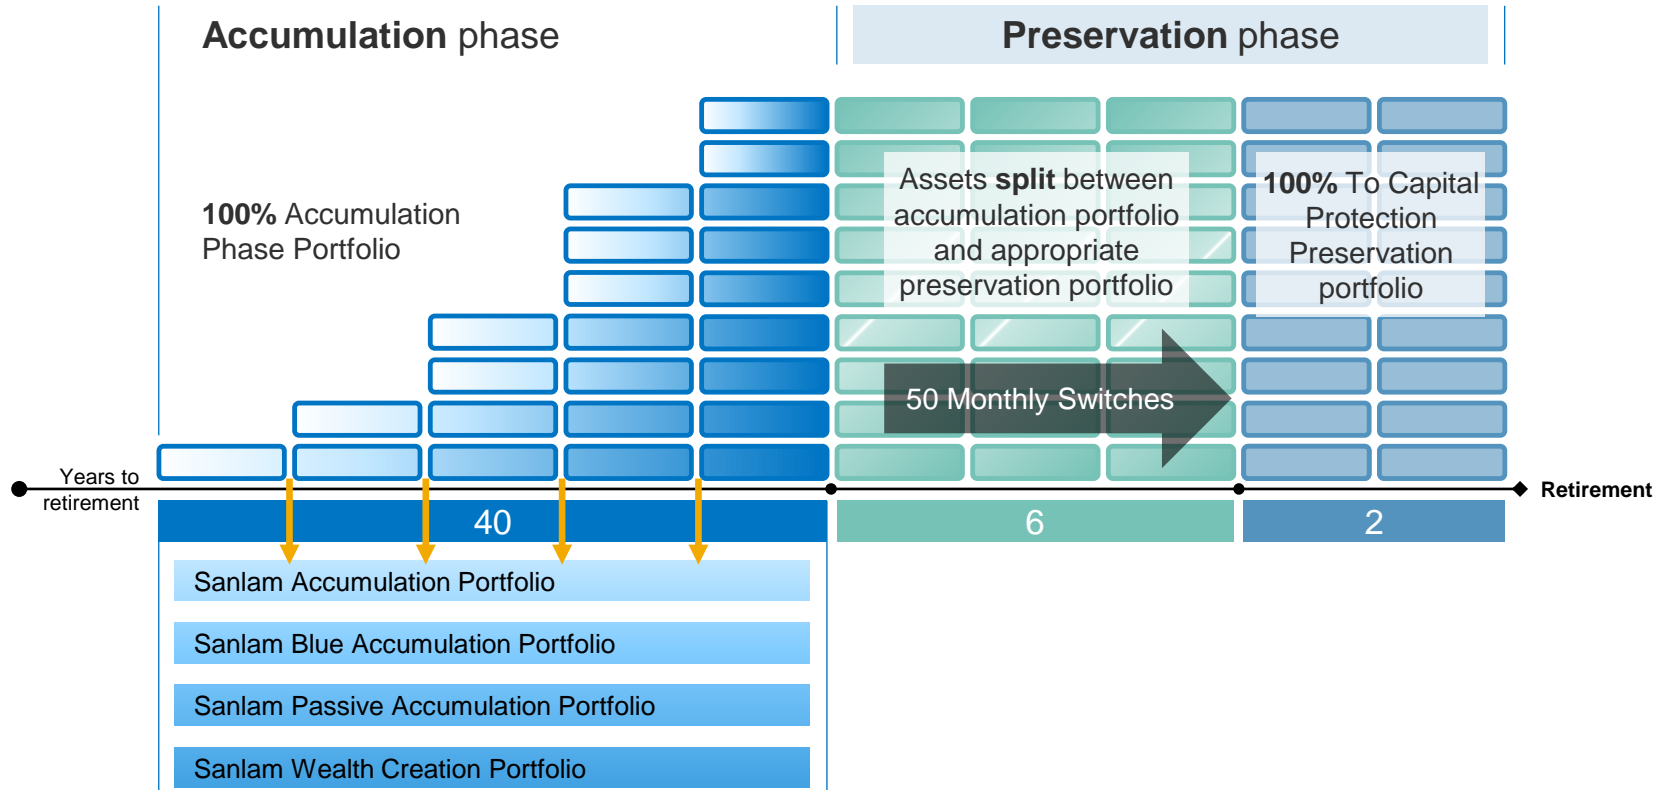 Accumulation phase
Preservation phase
100% Accumulation
Phase Portfolio
Assets split between
accumulation portfolio
and appropriate
preservation portfolio
100% To Capital
Protection
Preservation
portfolio
50 Monthly Switches
Years to
retirement
Retirement
40
6
2
Sanlam Accumulation Portfolio
Sanlam Blue Accumulation Portfolio
Sanlam Passive Accumulation Portfolio
Sanlam Wealth Creation Portfolio